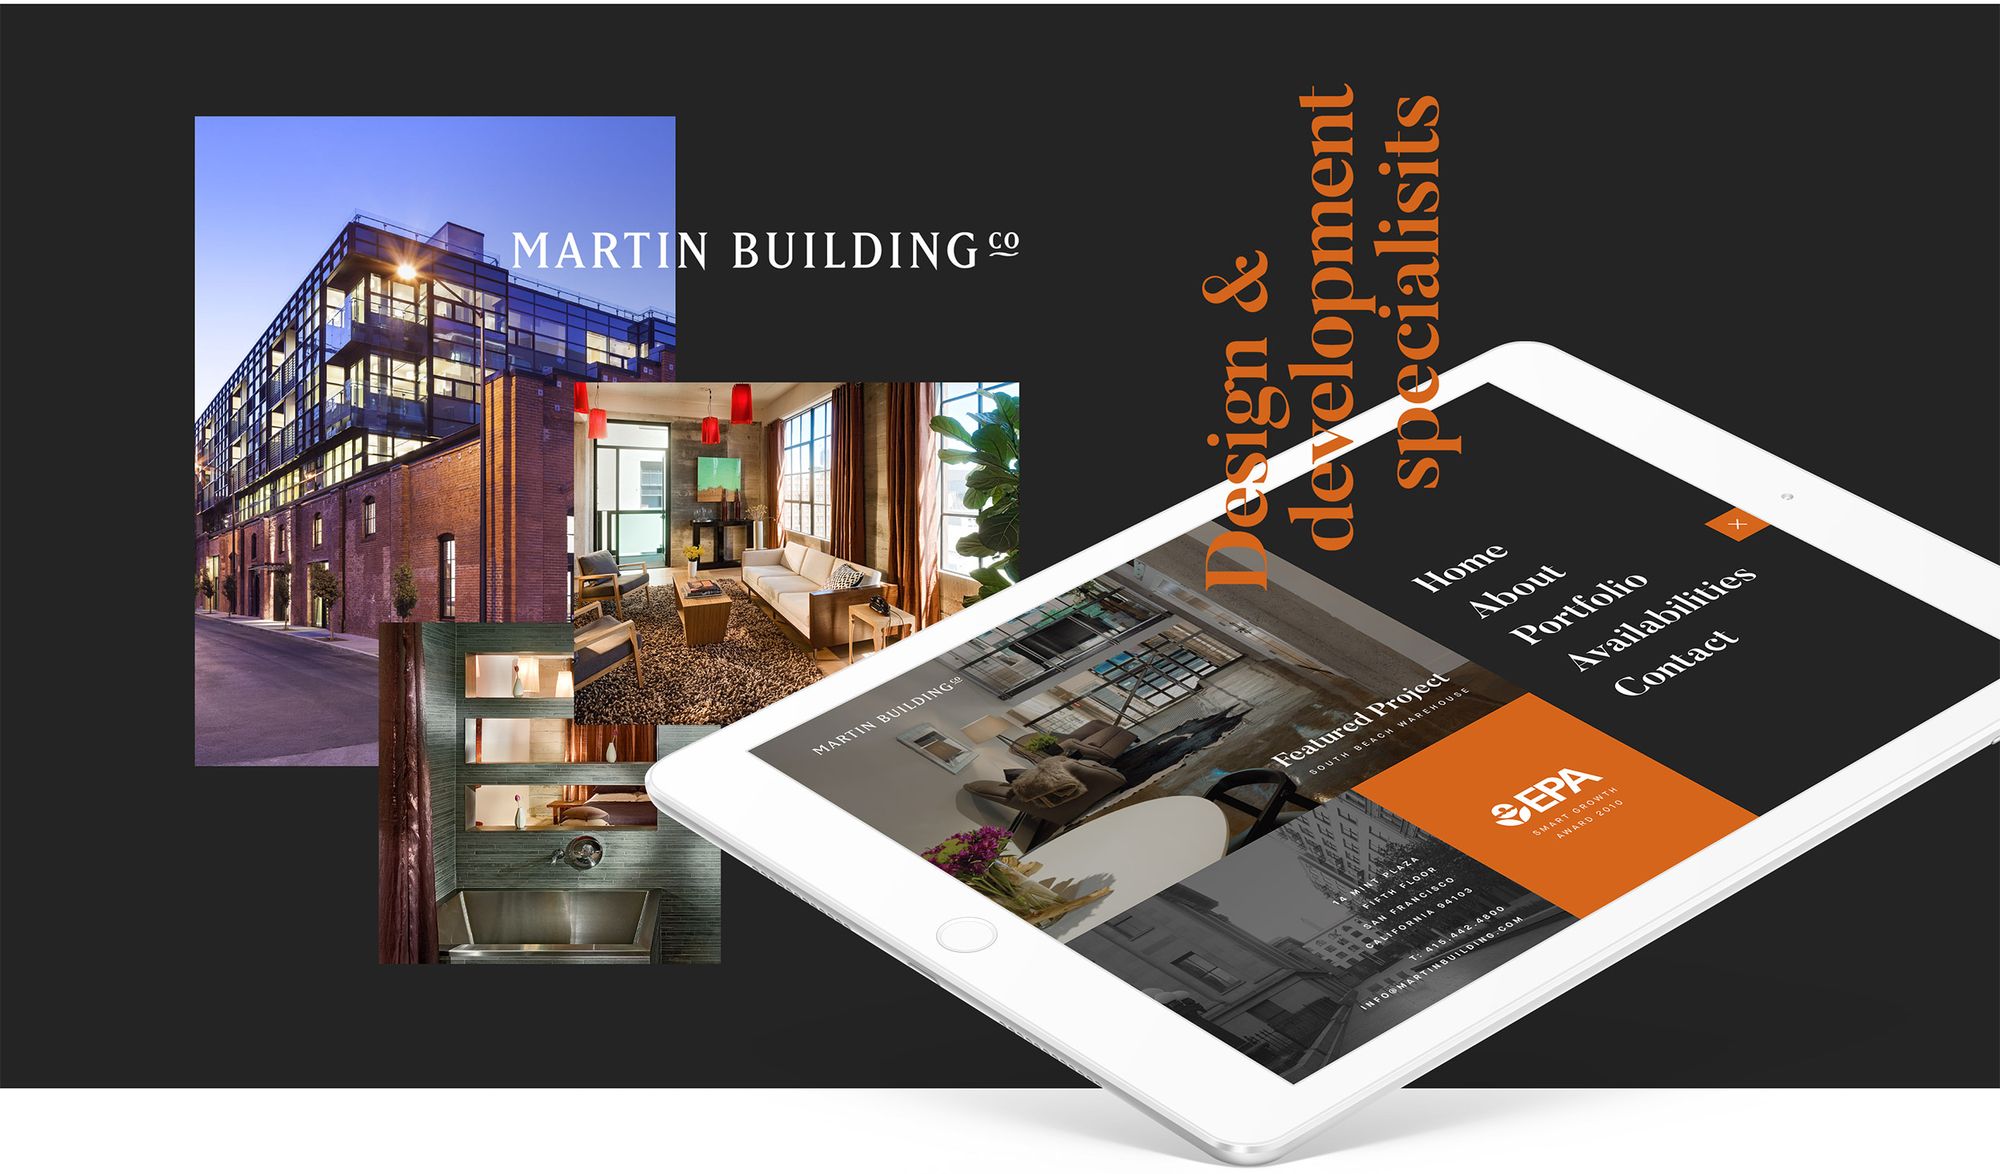 MARTIN BUILDING CO
Design &
development
specialisits
MARTIN BUILDING CO
Featured Project
SOUTH BEACH WAREHOUSE
Home
About
Portfolio
Availabilities
Contact
EPA
SMART GROWTH
AWARD 2010
14 MINT PLAZA
FIFTH FLOOR
SAN FRANCISCO
CALIFORNIA 94103
T: 415.442.4800
INFO@MARTINBUILDING.COM